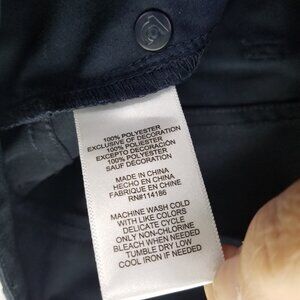 100% POLYESTER
EXCLUSIVE OF DECORATION
100% POLIESTER
EXCEPTO DECORACIÓN
100% POLYESTER
SAUF DÉCORATION
MADE IN CHINA
HECHO EN CHINA
FABRIQUÉ EN CHINE
RN#114186
MACHINE WASH COLD
WITH LIKE COLORS
DELICATE CYCLE
ONLY NON-CHLORINE
BLEACH WHEN NEEDED
TUMBLE DRY LOW
COOL IRON IF NEEDED